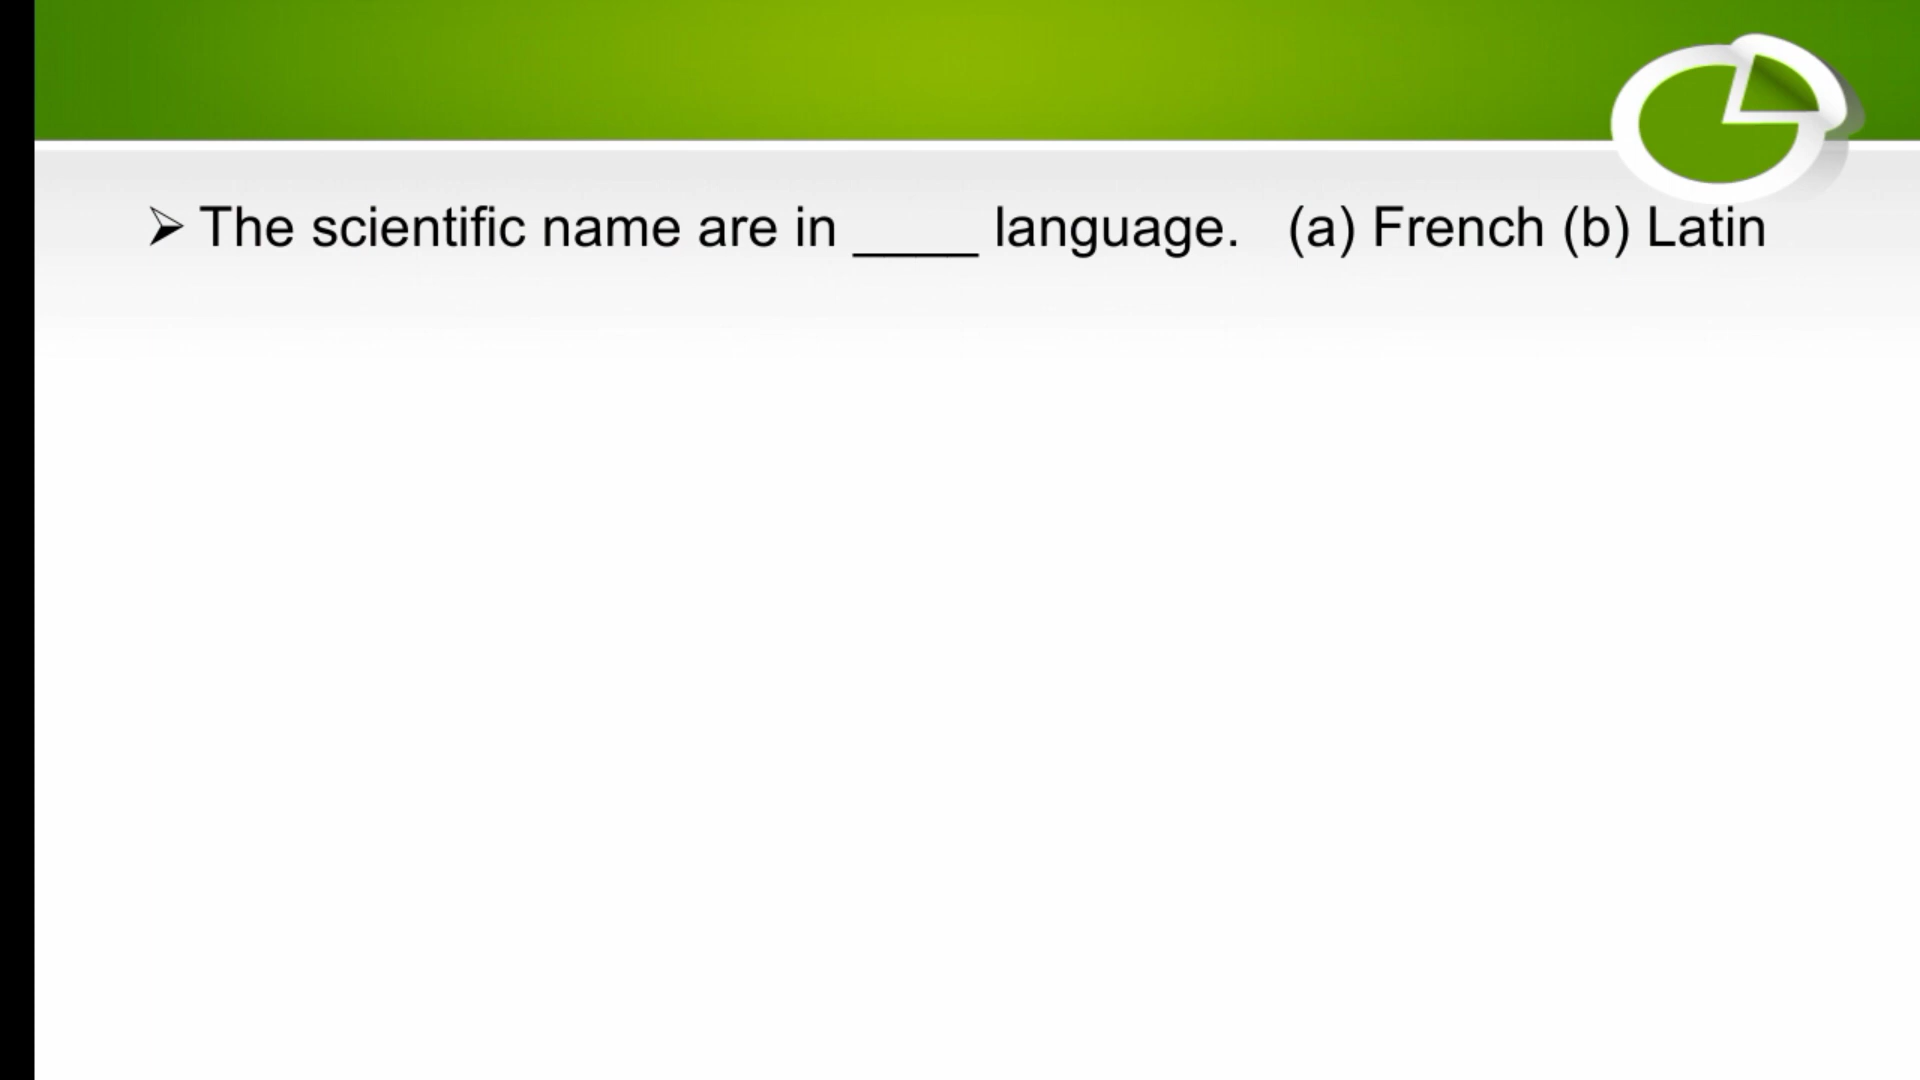 ➢ The scientific name are in ____ language. (a) French (b) Latin